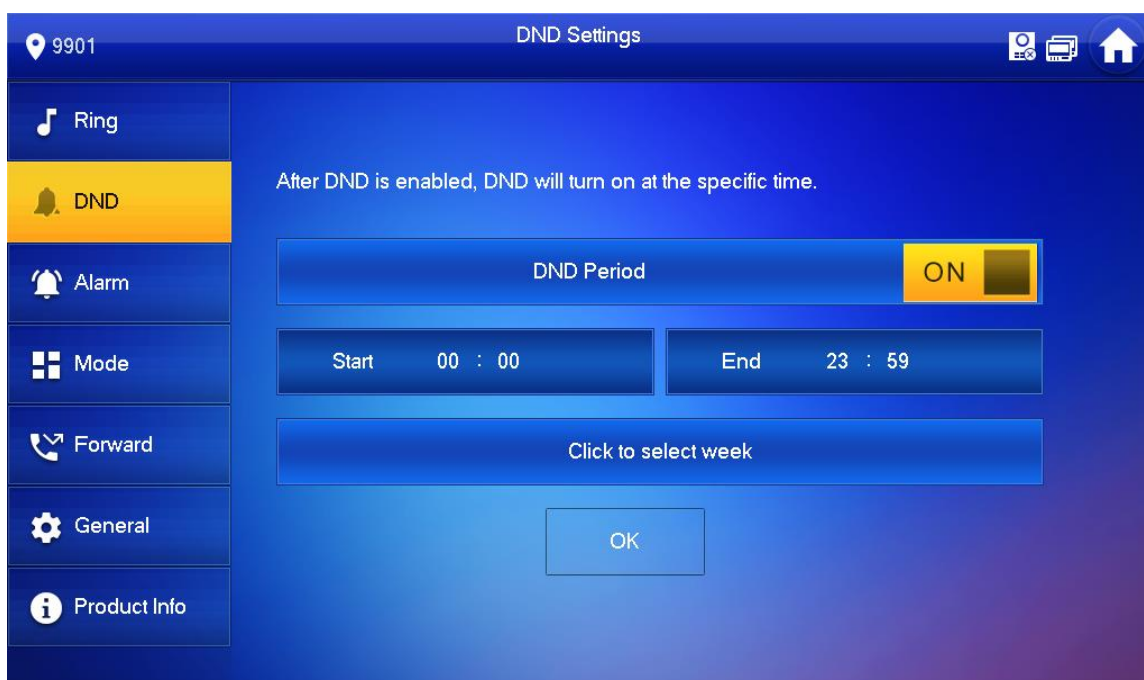 9901
DND Settings
Ring
DND
Alarm
Mode
Forward
General
Product Info
After DND is enabled, DND will turn on at the specific time.
DND Period ON
Start 00 : 00 End 23 : 59
Click to select week
OK